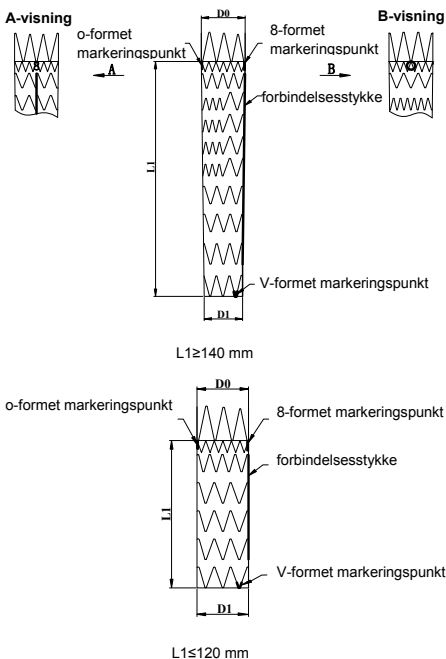 A-visning
B-visning
D0
o-formet
markeringspunkt
8-formet
markeringspunkt
A
B
forbindelsesstykke
L1
V-formet markeringspunkt
D1
L1≥140 mm
D0
o-formet markeringspunkt
8-formet markeringspunkt
forbindelsesstykke
L1
V-formet markeringspunkt
D1
L1≤120 mm